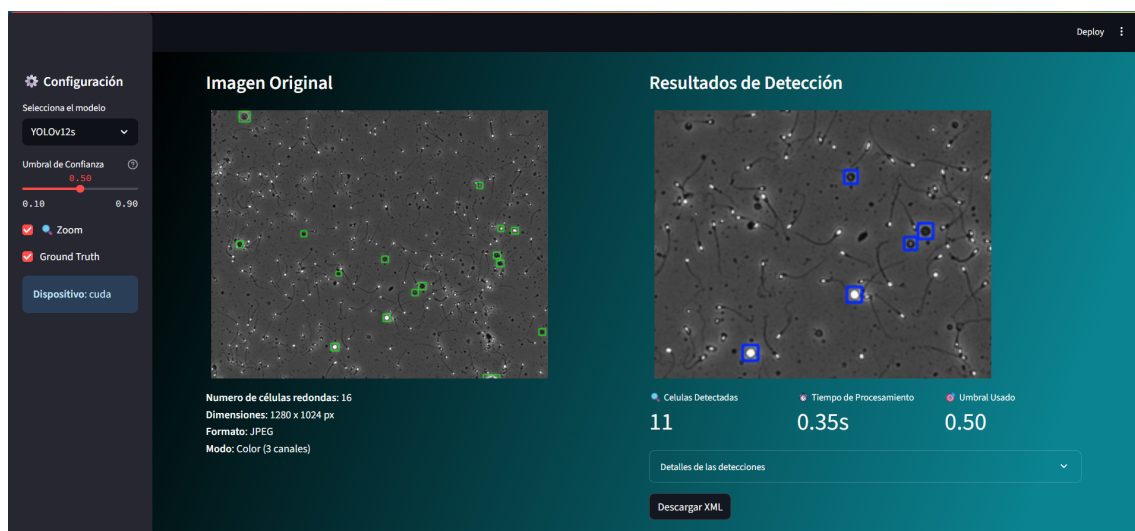 Deploy
Configuración
Selecciona el modelo
YOLOv12s
Umbral de Confianza
0.50
0.10 0.90
Zoom
Ground Truth
Dispositivo: cuda
Imagen Original
Numero de células redondas: 16
Dimensiones: 1280 x 1024 px
Formato: JPEG
Modo: Color (3 canales)
Resultados de Detección
Celulas Detectadas Tiempo de Procesamiento Umbral Usado
11 0.35s 0.50
Detalles de las detecciones
Descargar XML